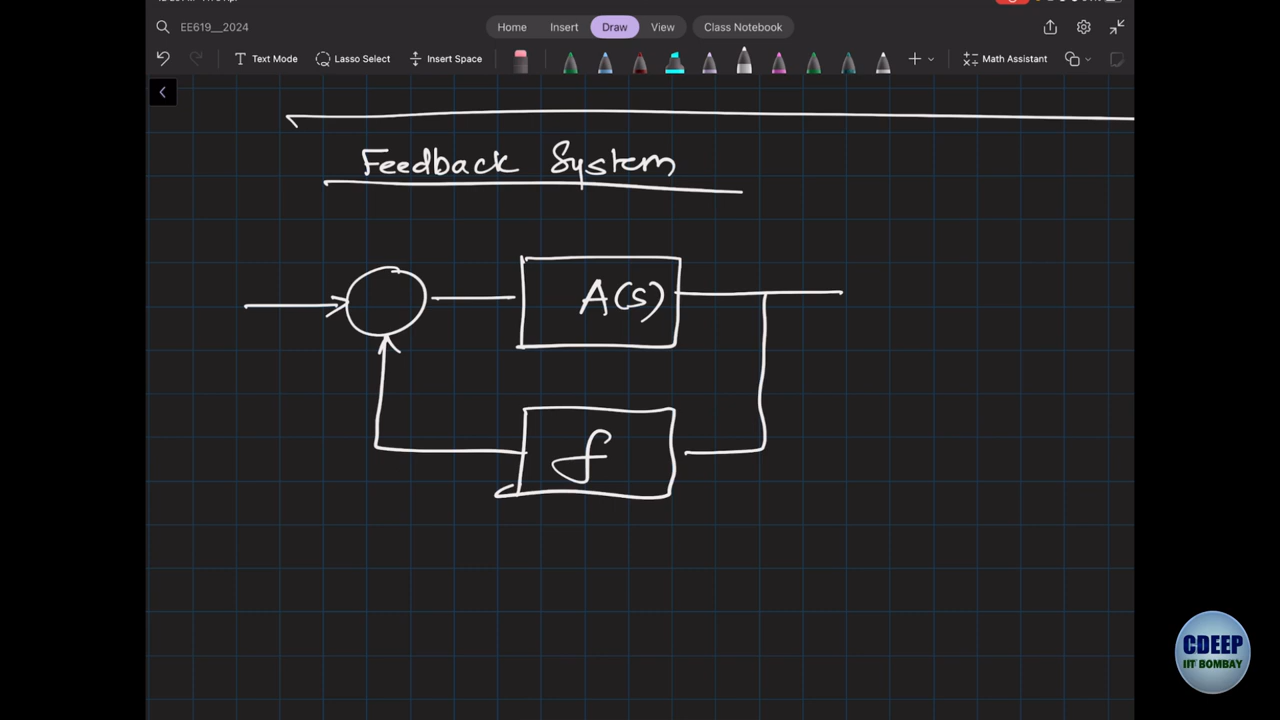 EE619__2024
Home Insert Draw View Class Notebook
Text Mode Lasso Select Insert Space Math Assistant
Feedback System
A(s)
f
CDEEP
IIT BOMBAY